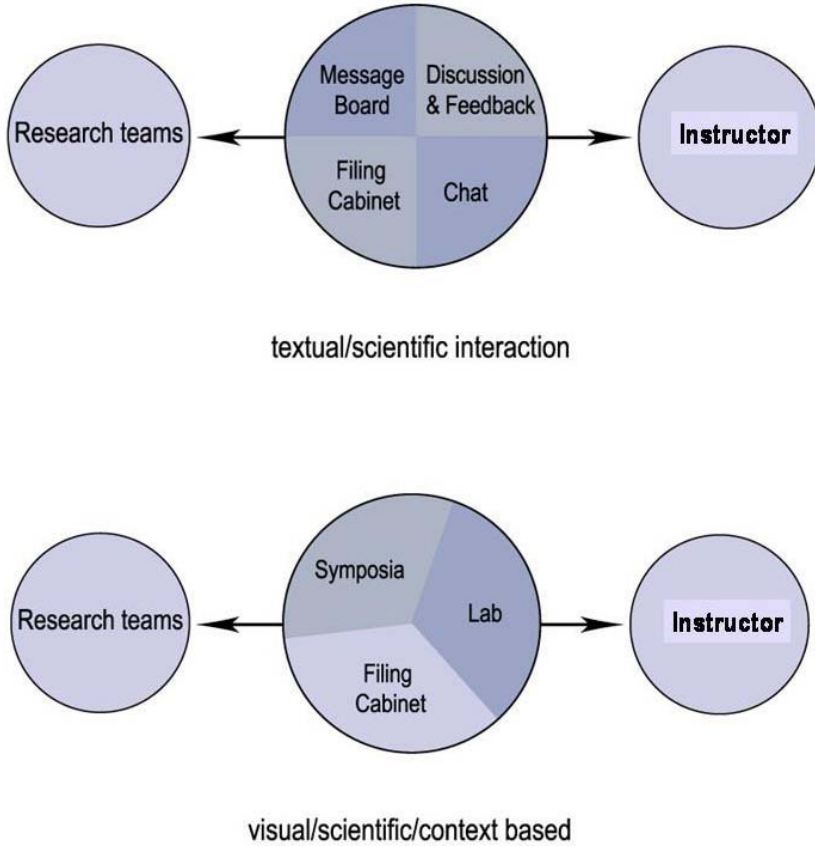 Message
Board
Discussion
& Feedback
Research teams
Instructor
Filing
Cabinet
Chat
textual/scientific interaction
Symposia
Lab
Research teams
Instructor
Filing
Cabinet
visual/scientific/context based